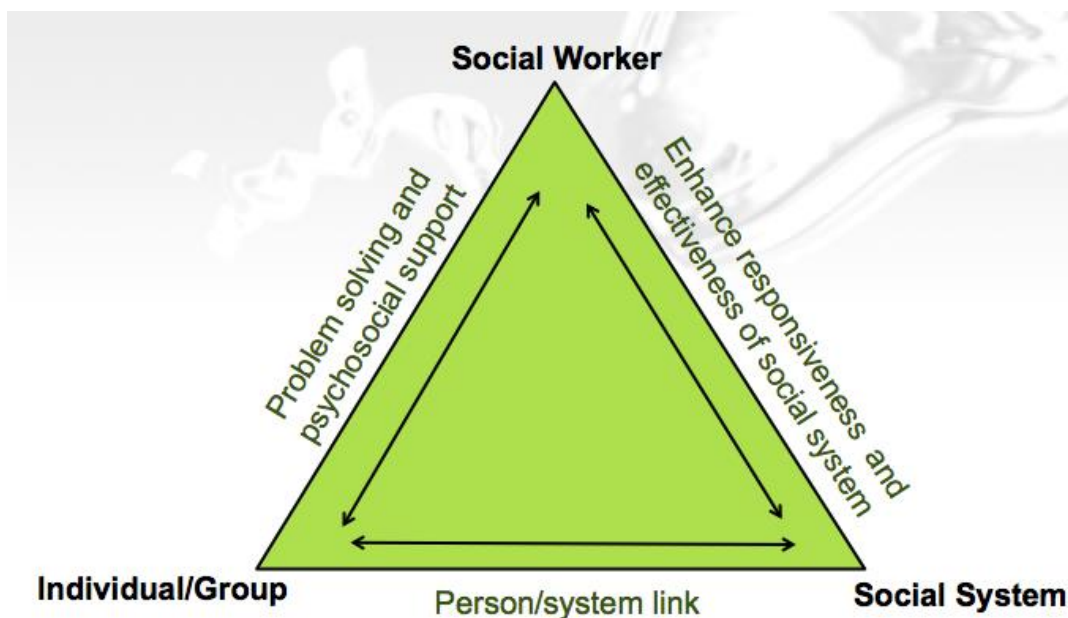 Social Worker
Problem solving and
psychosocial support
Enhance responsiveness and
effectiveness of social system
Individual/Group
Person/system link
Social System